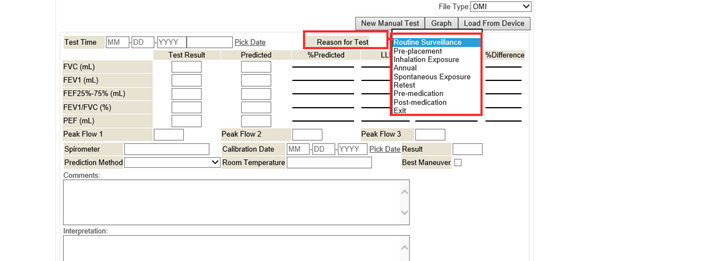 File Type: OMI
New Manual Test Graph Load From Device
Test Time MM - DD - YYYY Pick Date Reason for Test
Routine Surveillance
Pre-placement
Inhalation Exposure
Annual
Spontaneous Exposure
Retest
Pre-medication
Post-medication
Exit
Test Result Predicted %Predicted LL %Difference
FVC (mL)
FEV1 (mL)
FEF25%-75% (mL)
FEV1/FVC (%)
PEF (mL)
Peak Flow 1 Peak Flow 2 Peak Flow 3
Spirometer Calibration Date MM - DD - YYYY Pick Date Result
Prediction Method Room Temperature Best Maneuver
Comments:
Interpretation: